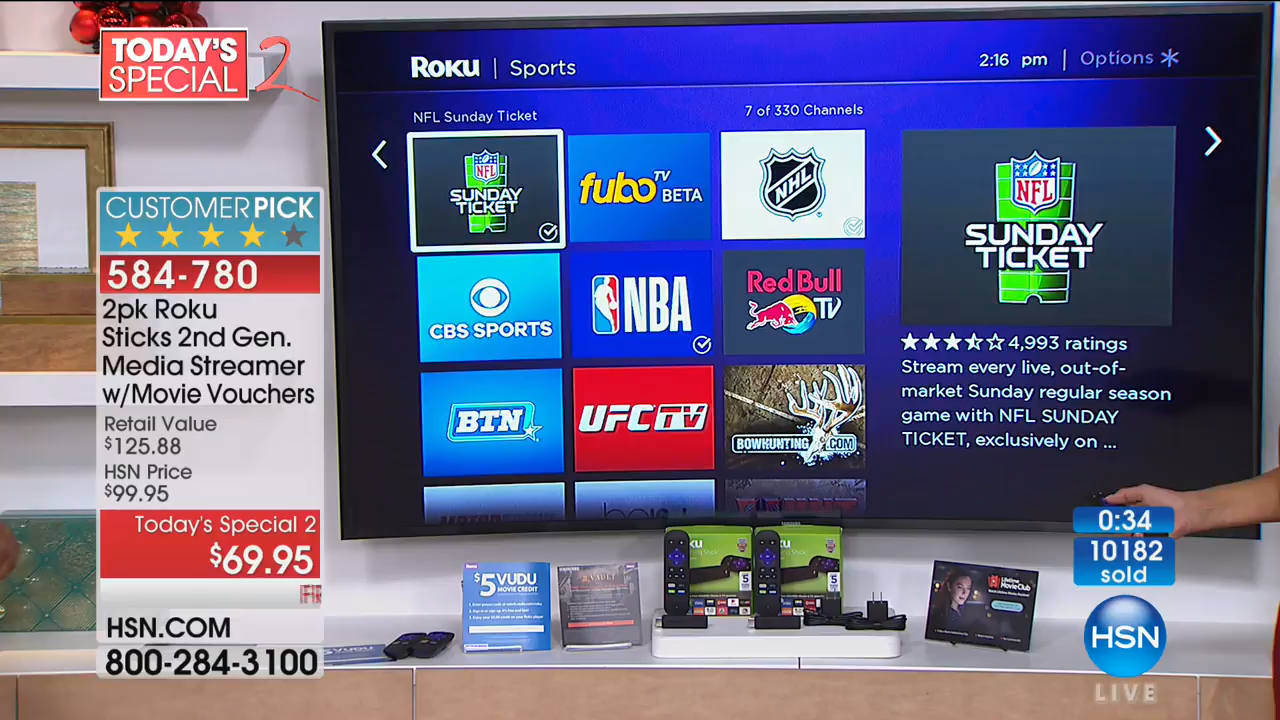 TODAY'S
SPECIAL 2
CUSTOMER PICK
584-780
2pk Roku
Sticks 2nd Gen.
Media Streamer
w/Movie Vouchers
Retail Value
$125.88
HSN Price
$99.95
Today's Special 2
$69.95
HSN.COM
800-284-3100
Roku | Sports
2:16 pm | Options
NFL Sunday Ticket
7 of 330 Channels
NFL
SUNDAY
TICKET
fubo TV
BETA
NHL
CBS SPORTS
NBA
Red Bull
TV
BTN
UFC TV
BOWHUNTING.COM
NFL
SUNDAY
TICKET
4,993 ratings
Stream every live, out-of-
market Sunday regular season
game with NFL SUNDAY
TICKET, exclusively on ...
$5 VUDU
MOVIE CREDIT
Lifetime
MovieClub
0:34
10182
sold
HSN
LIVE